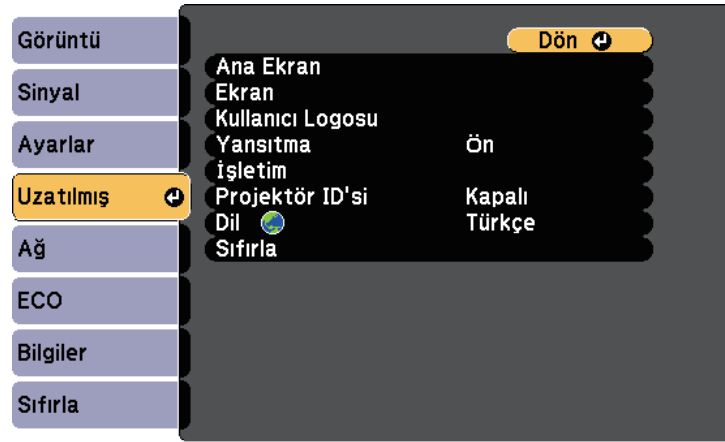 Görüntü
Sinyal
Ayarlar
Uzatılmış
Ağ
ECO
Bilgiler
Sıfırla
Dön
Ana Ekran
Ekran
Kullanıcı Logosu
Yansıtma Ön
İşletim
Projektör ID'si Kapalı
Dil Türkçe
Sıfırla